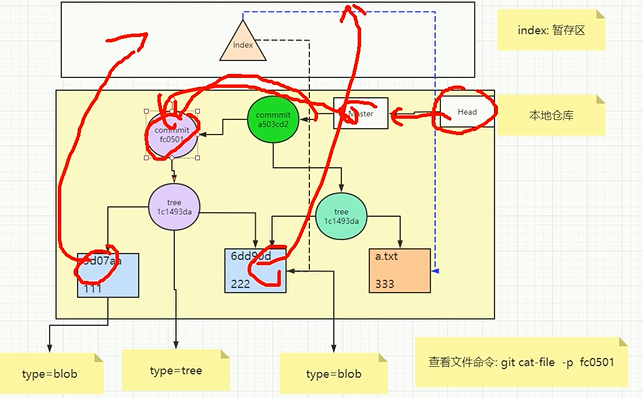 index: 暂存区
index
commmit
fc0501
commmit
a503cd2
Master
Head
本地仓库
tree
1c1493da
tree
1c1493da
9d07aa
111
6dd90d
222
a.txt
333
type=blob
type=tree
type=blob
查看文件命令: git cat-file -p fc0501